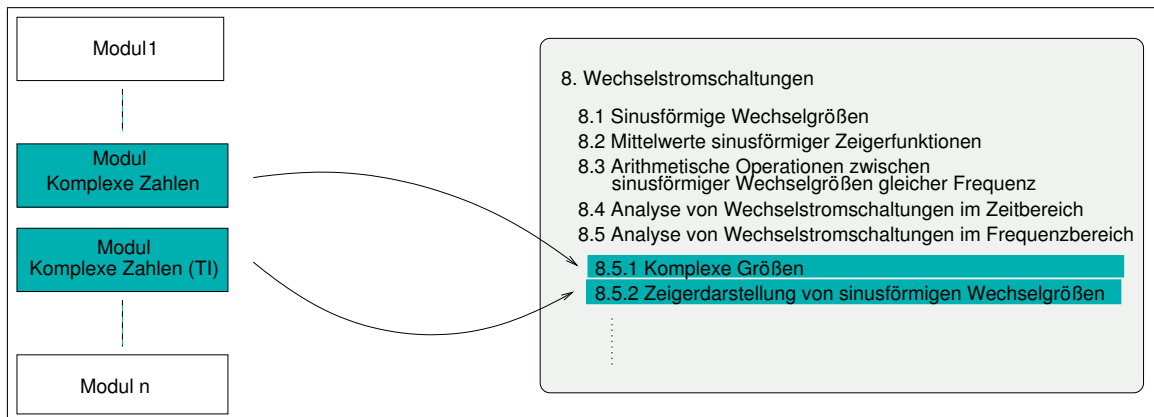 Modul1
Modul
Komplexe Zahlen
Modul
Komplexe Zahlen (TI)
Modul n
8. Wechselstromschaltungen
8.1 Sinusförmige Wechselgrößen
8.2 Mittelwerte sinusförmiger Zeigerfunktionen
8.3 Arithmetische Operationen zwischen
sinusförmiger Wechselgrößen gleicher Frequenz
8.4 Analyse von Wechselstromschaltungen im Zeitbereich
8.5 Analyse von Wechselstromschaltungen im Frequenzbereich
8.5.1 Komplexe Größen
8.5.2 Zeigerdarstellung von sinusförmigen Wechselgrößen